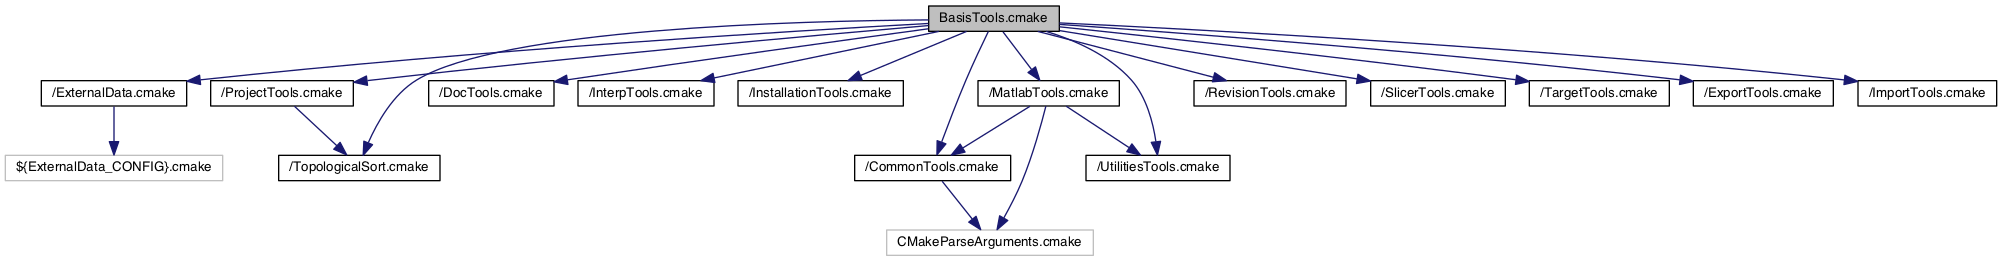 BasisTools.cmake
/ExternalData.cmake
/ProjectTools.cmake
/DocTools.cmake
/InterpTools.cmake
/InstallationTools.cmake
/MatlabTools.cmake
/RevisionTools.cmake
/SlicerTools.cmake
/TargetTools.cmake
/ExportTools.cmake
/ImportTools.cmake
${ExternalData_CONFIG}.cmake
/TopologicalSort.cmake
/CommonTools.cmake
/UtilitiesTools.cmake
CMakeParseArguments.cmake